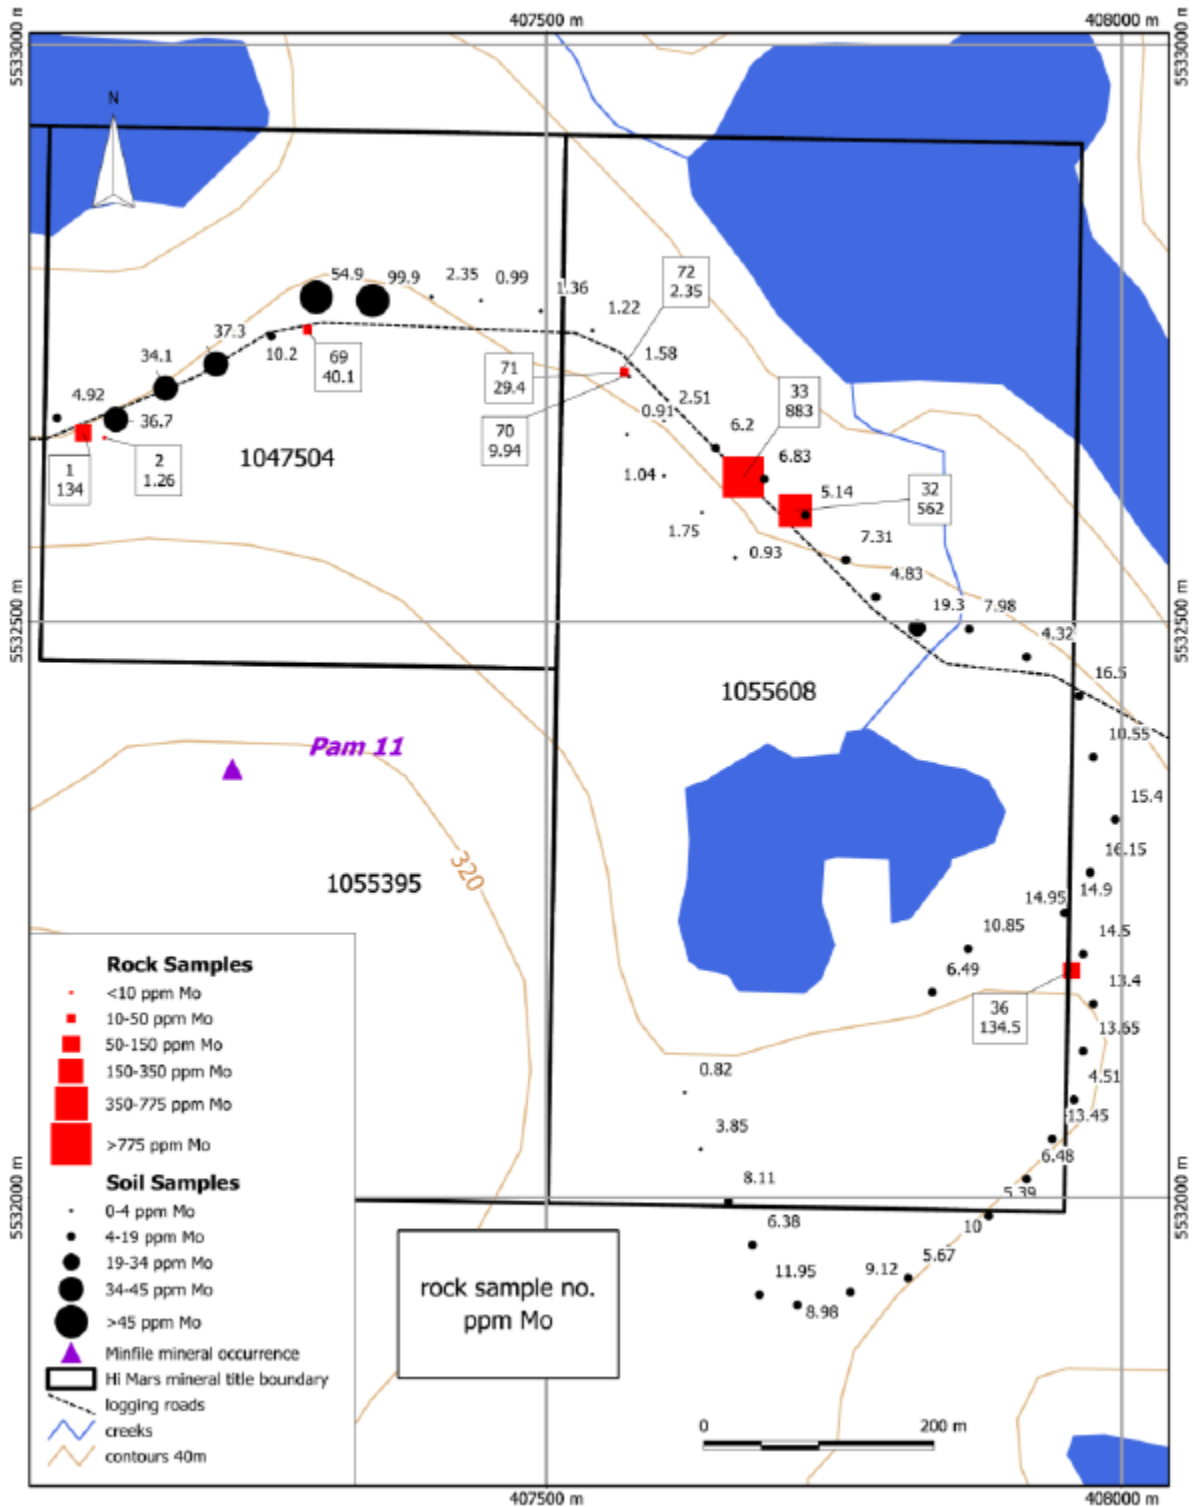 407500 m
408000 m
5533000 m
5533000 m
N
54.9
99.9
2.35
0.99
1.36
1.22
72
2.35
37.3
10.2
69
40.1
34.1
1.58
71
29.4
4.92
36.7
70
9.94
2.51
0.91
33
883
6.2
6.83
1
134
2
1.26
1047504
1.04
5.14
32
562
1.75
0.93
7.31
4.83
5532500 m
5532500 m
19.3
7.98
4.32
16.5
1055608
Pam 11
15.4
16.15
320
1055395
14.95
14.9
10.85
14.5
6.49
13.4
36
134.5
13.55
0.82
4.51
3.85
13.45
6.48
8.11
5.39
6.38
10
5532000 m
5532000 m
11.95
9.12
5.67
8.98
Rock Samples
<10 ppm Mo
10-50 ppm Mo
50-150 ppm Mo
150-350 ppm Mo
350-775 ppm Mo
>775 ppm Mo
Soil Samples
0-4 ppm Mo
4-19 ppm Mo
19-34 ppm Mo
34-45 ppm Mo
>45 ppm Mo
Minfile mineral occurrence
Hi Mars mineral title boundary
logging roads
creeks
contours 40m
rock sample no.
ppm Mo
0
200 m
407500 m
408000 m